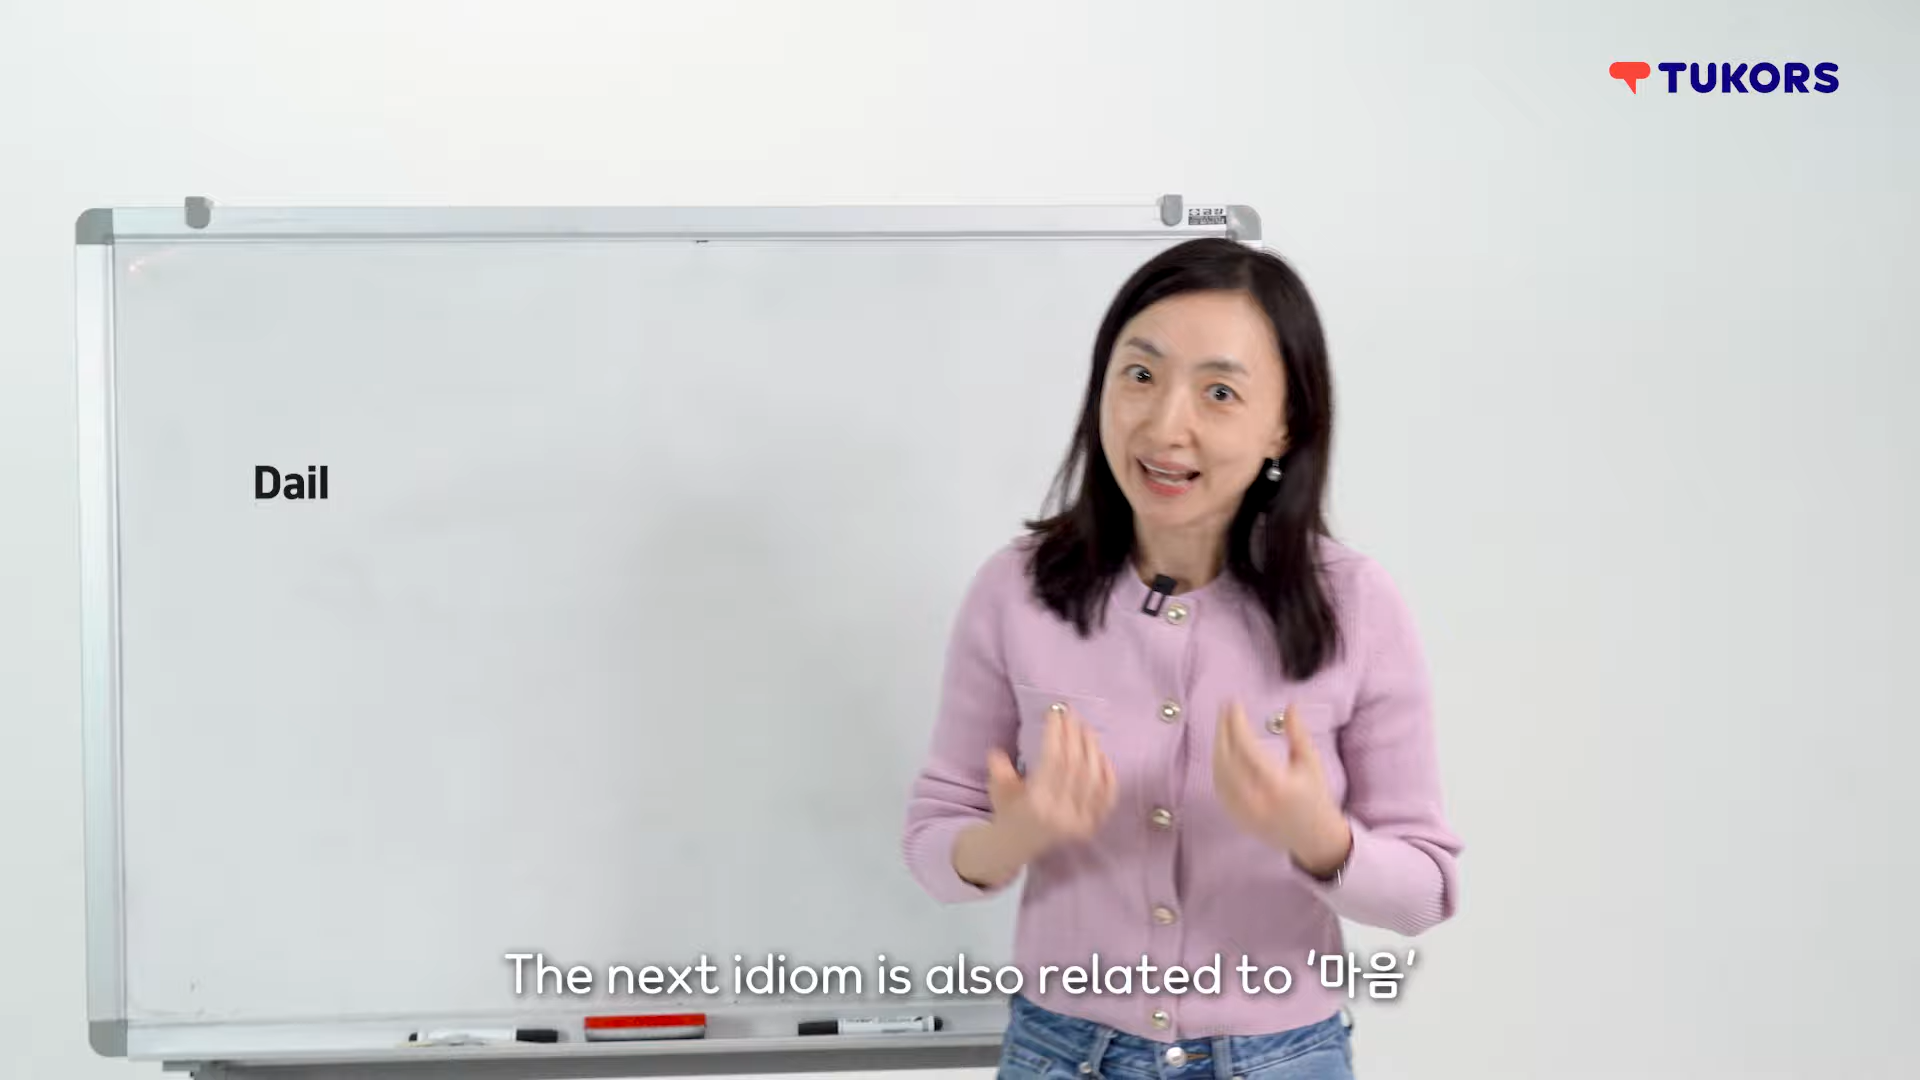 TUKORS
Dail
The next idiom is also related to '마음'